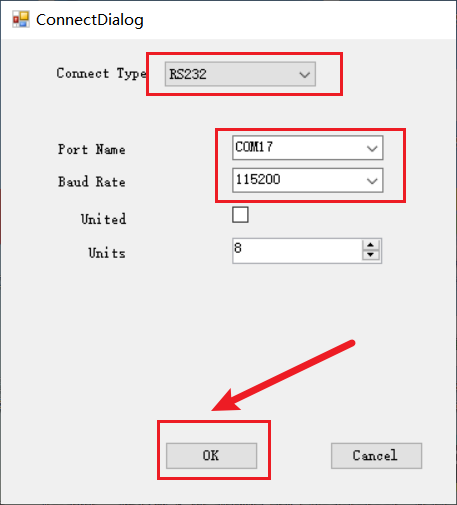 ConnectDialog
Connect Type RS232
Port Name COM17
Baud Rate 115200
United
Units 8
OK Cancel